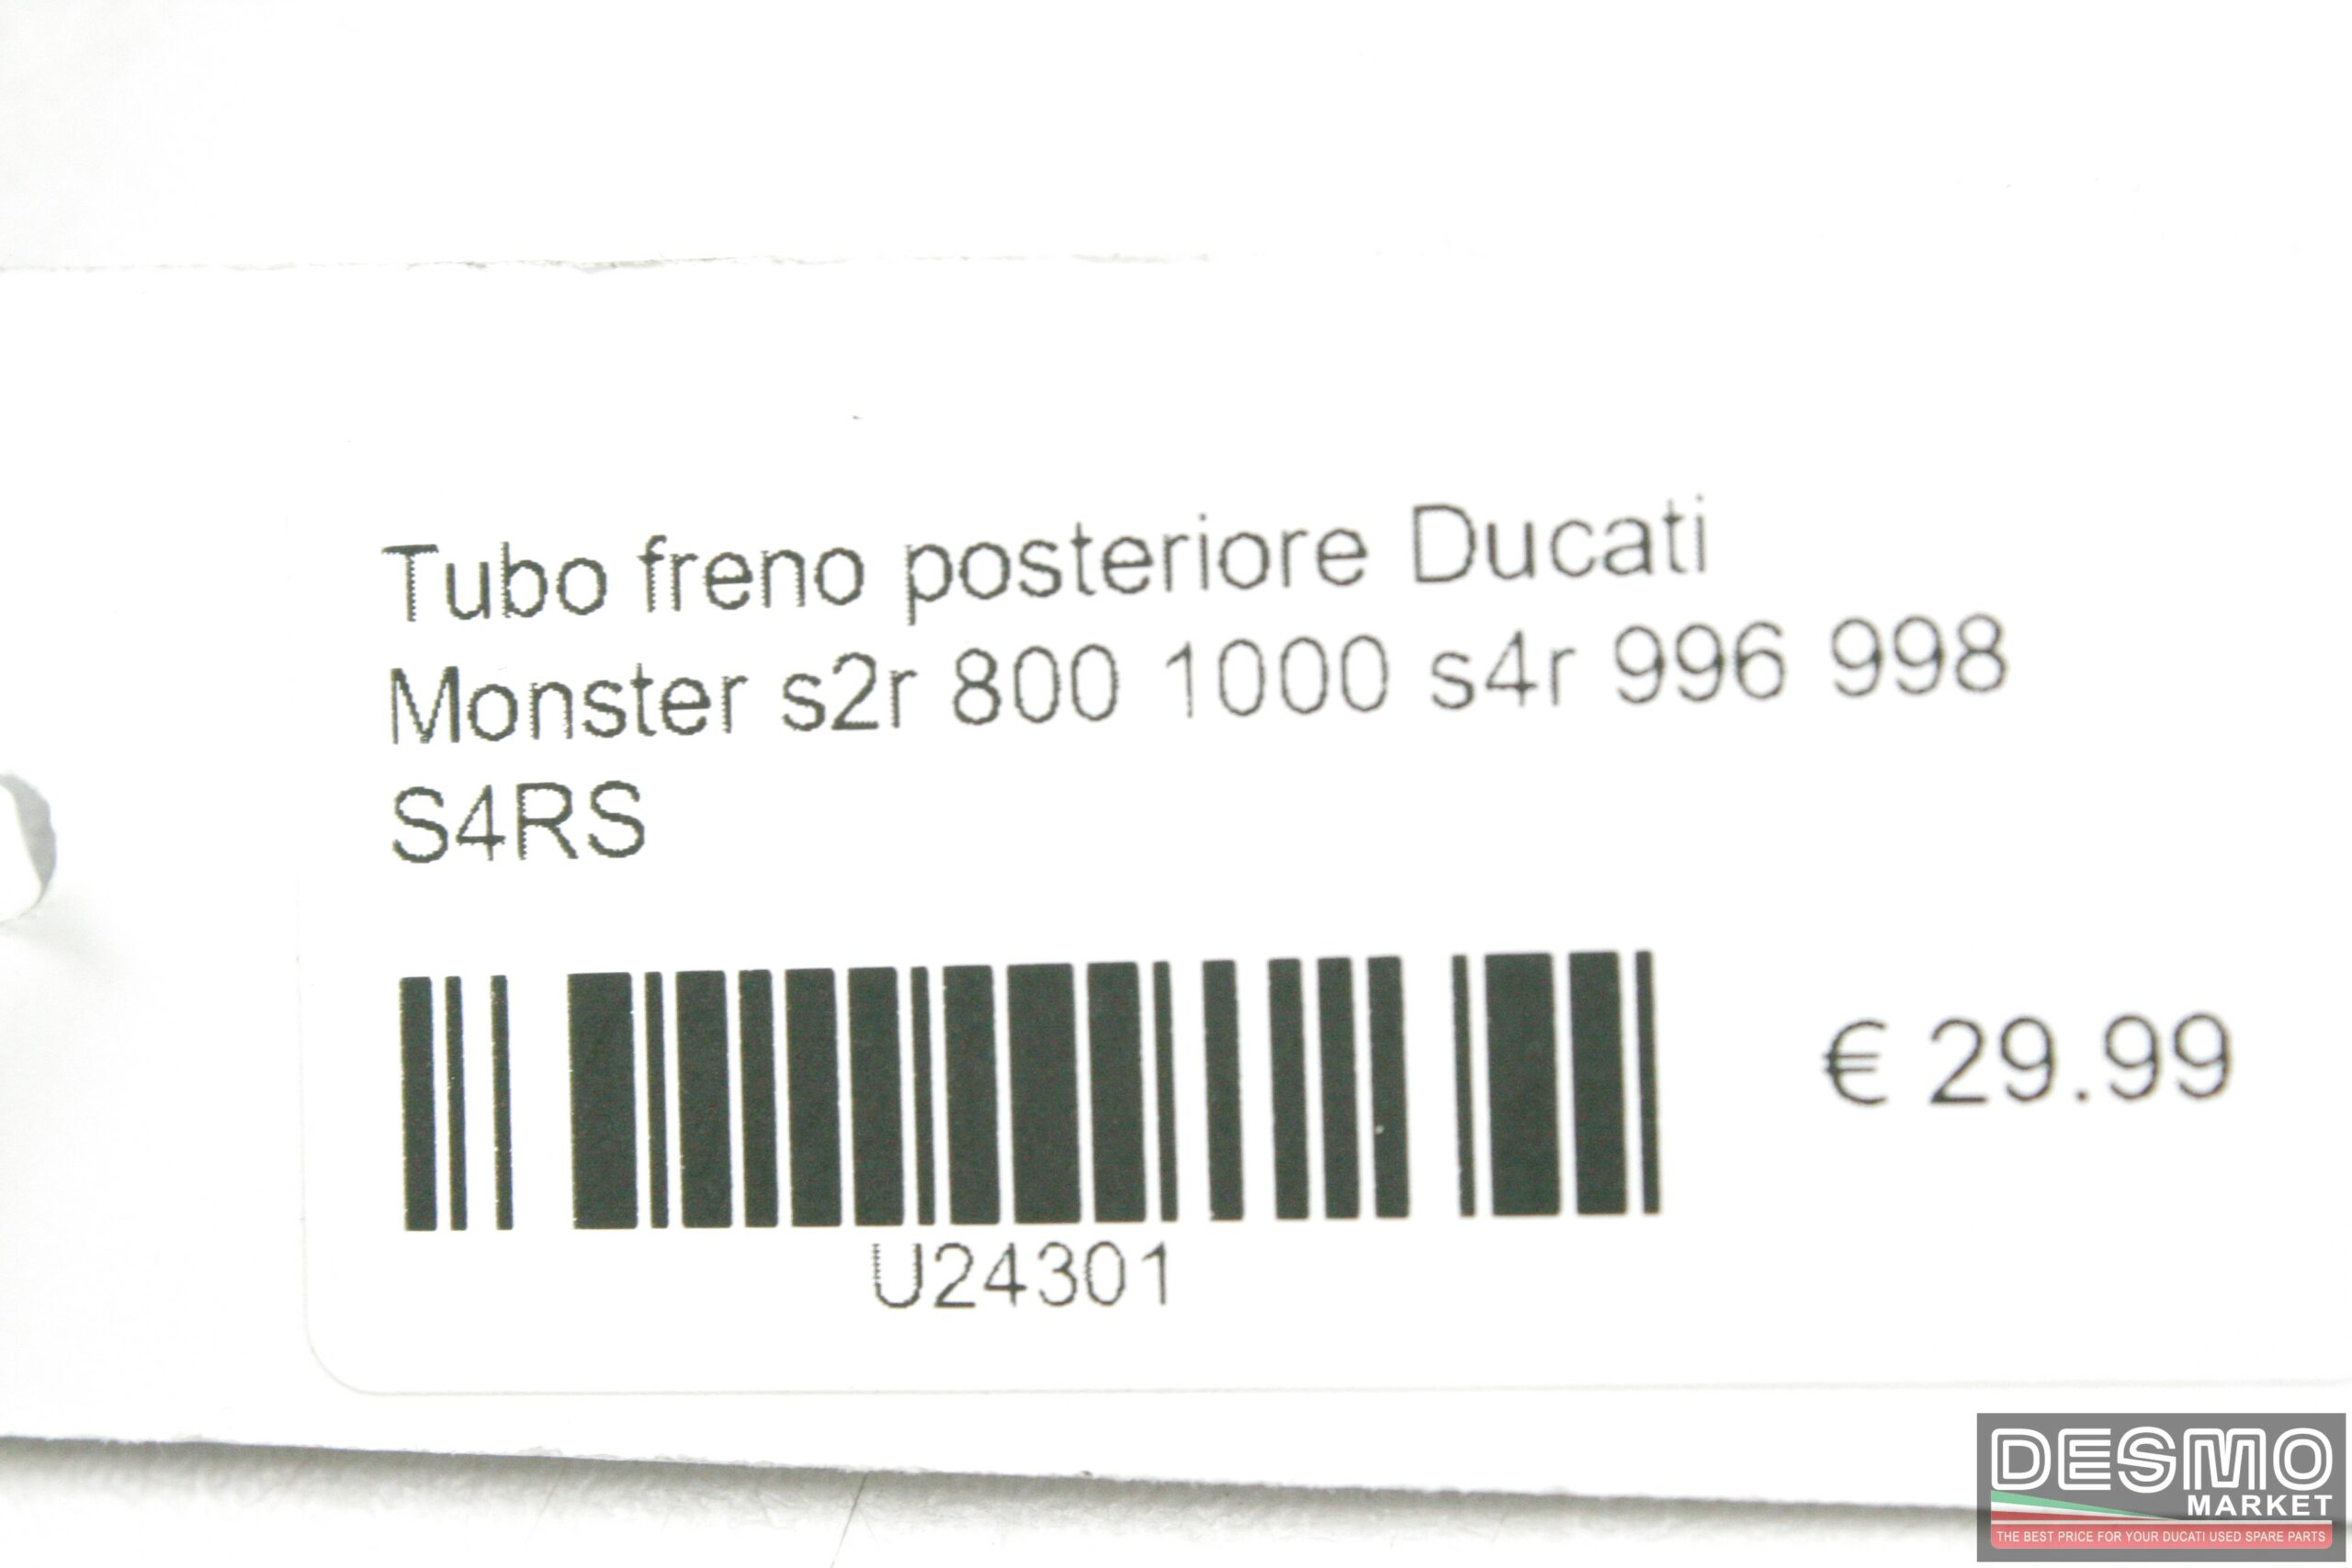 Tubo freno posteriore Ducati
Monster s2r 800 1000 s4r 996 998
S4RS
€ 29.99
U24301
DESMO
MARKET
THE BEST PRICE FOR YOUR DUCATI USED SPARE PARTS